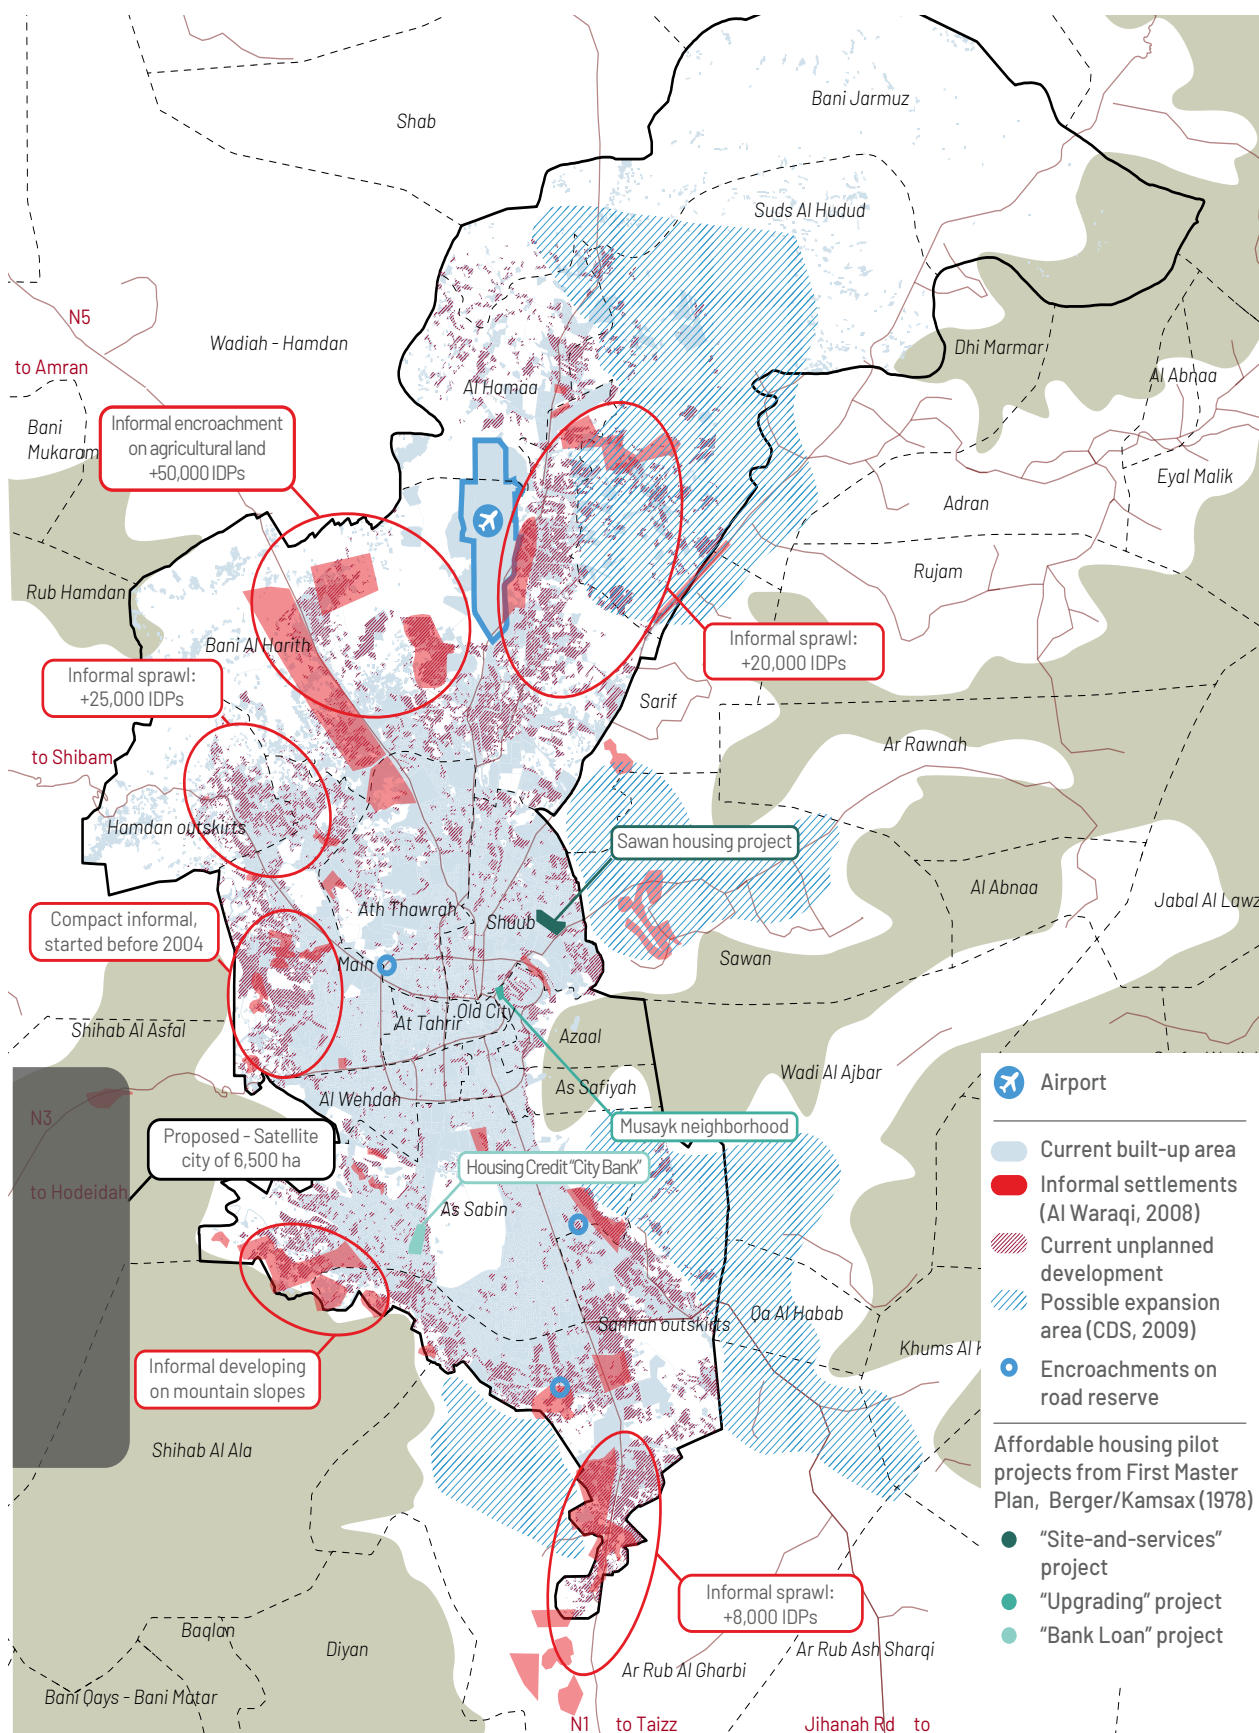 Bani Jarmuz
Shab
Suds Al Hudud
N5
Wadiah - Hamdan
Dhi Marmar
to Amran
Al Abnaa
Al Hamaa
Bani
Mukaram
Informal encroachment
on agricultural land
+50,000 IDPs
Eyal Malik
Adran
Rujam
Rub Hamdan
Bani Al Harith
Informal sprawl:
+20,000 IDPs
Informal sprawl:
+25,000 IDPs
Sarif
Ar Rawnah
to Shibam
Hamdan outskirts
Sawan housing project
Al Abnaa
Jabal Al Lawz
Ath Thawrah
Shuub
Compact informal,
started before 2004
Main
Sawan
Old City
At Tahrir
Azaal
Shihab Al Asfal
Wadi Al Ajbar
As Safiyah
Al Wehdah
N3
Musayk neighborhood
Proposed - Satellite
city of 6,500 ha
Housing Credit "City Bank"
to Hodeidah
As Sabin
Qa Al Habab
Sanhan outskirts
Khums Al
Informal developing
on mountain slopes
Shihab Al Ala
Informal sprawl:
+8,000 IDPs
Baqlan
Diyan
Ar Rub Ash Sharqi
Ar Rub Al Gharbi
Bani Qays - Bani Matar
N1 to Taizz
Jihanah Rd to
Airport
Current built-up area
Informal settlements
(Al Waraqi, 2008)
Current unplanned
development
Possible expansion
area (CDS, 2009)
Encroachments on
road reserve
Affordable housing pilot
projects from First Master
Plan, Berger/Kamsax (1978)
"Site-and-services"
project
"Upgrading" project
"Bank Loan" project